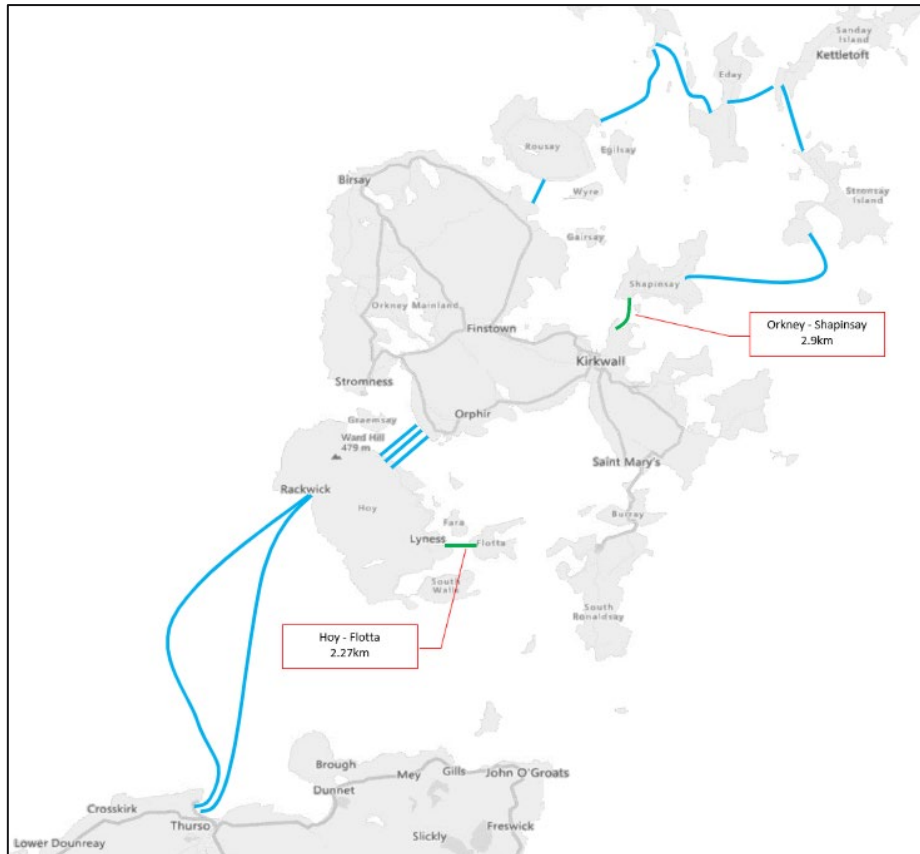 Sanday
Island
Kettletoft
Eday
Rousay
Egilsay
Birsay
Wyre
Stronsay
Island
Gairsay
Shapinsay
Orkney Mainland
Orkney - Shapinsay
2.9km
Finstown
Kirkwall
Stromness
Graemsay
Orphir
Ward Hill
479 m
Saint Mary's
Rackwick
Hoy
Fara
Burray
Lyness
Flotta
South
Walls
South
Ronaldsay
Hoy - Flotta
2.27km
Brough
Mey
Gills
John O'Groats
Dunnet
Crosskirk
Thurso
Freswick
Slickly
Lower Dounreay